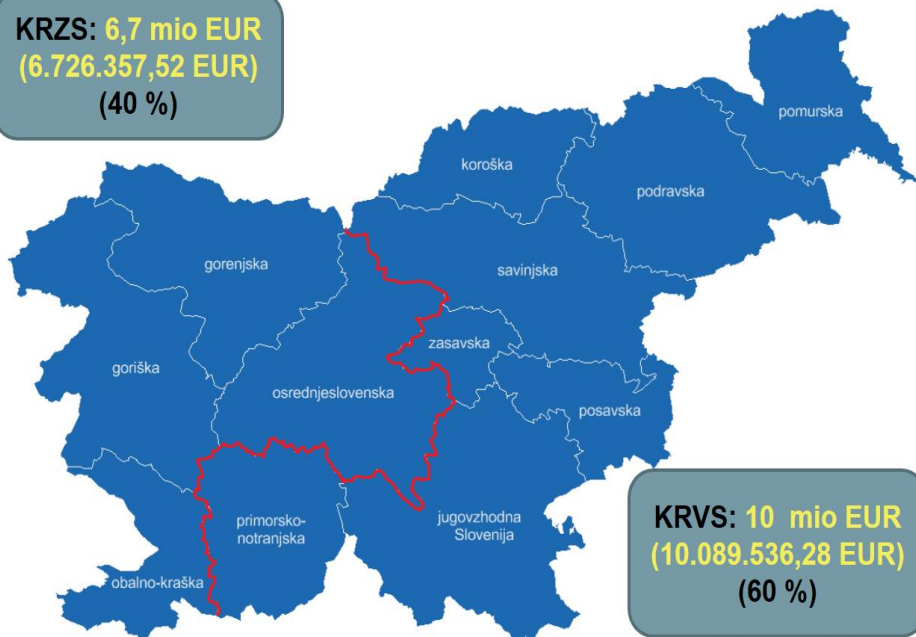 KRZS: 6,7 mio EUR
(6.726.357,52 EUR)
(40 %)
pomurska
koroška
podravska
gorenjska
savinjska
zasavska
goriška
osrednjeslovenska
posavska
primorsko-
notranjska
jugovzhodna
Slovenija
obalno-kraška
KRVS: 10  mio EUR
(10.089.536,28 EUR)
(60 %)